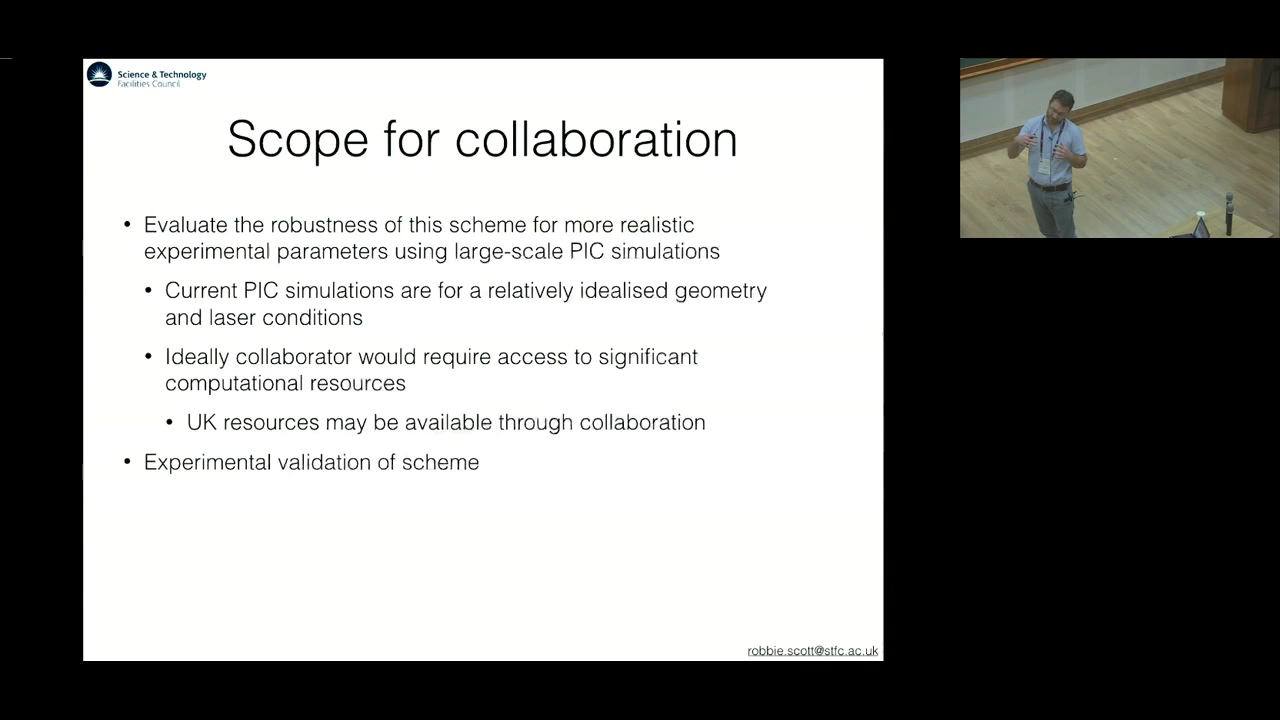 Science & Technology
Facilities Council
Scope for collaboration
• Evaluate the robustness of this scheme for more realistic
experimental parameters using large-scale PIC simulations
• Current PIC simulations are for a relatively idealised geometry
and laser conditions
• Ideally collaborator would require access to significant
computational resources
• UK resources may be available through collaboration
• Experimental validation of scheme
robbie.scott@stfc.ac.uk